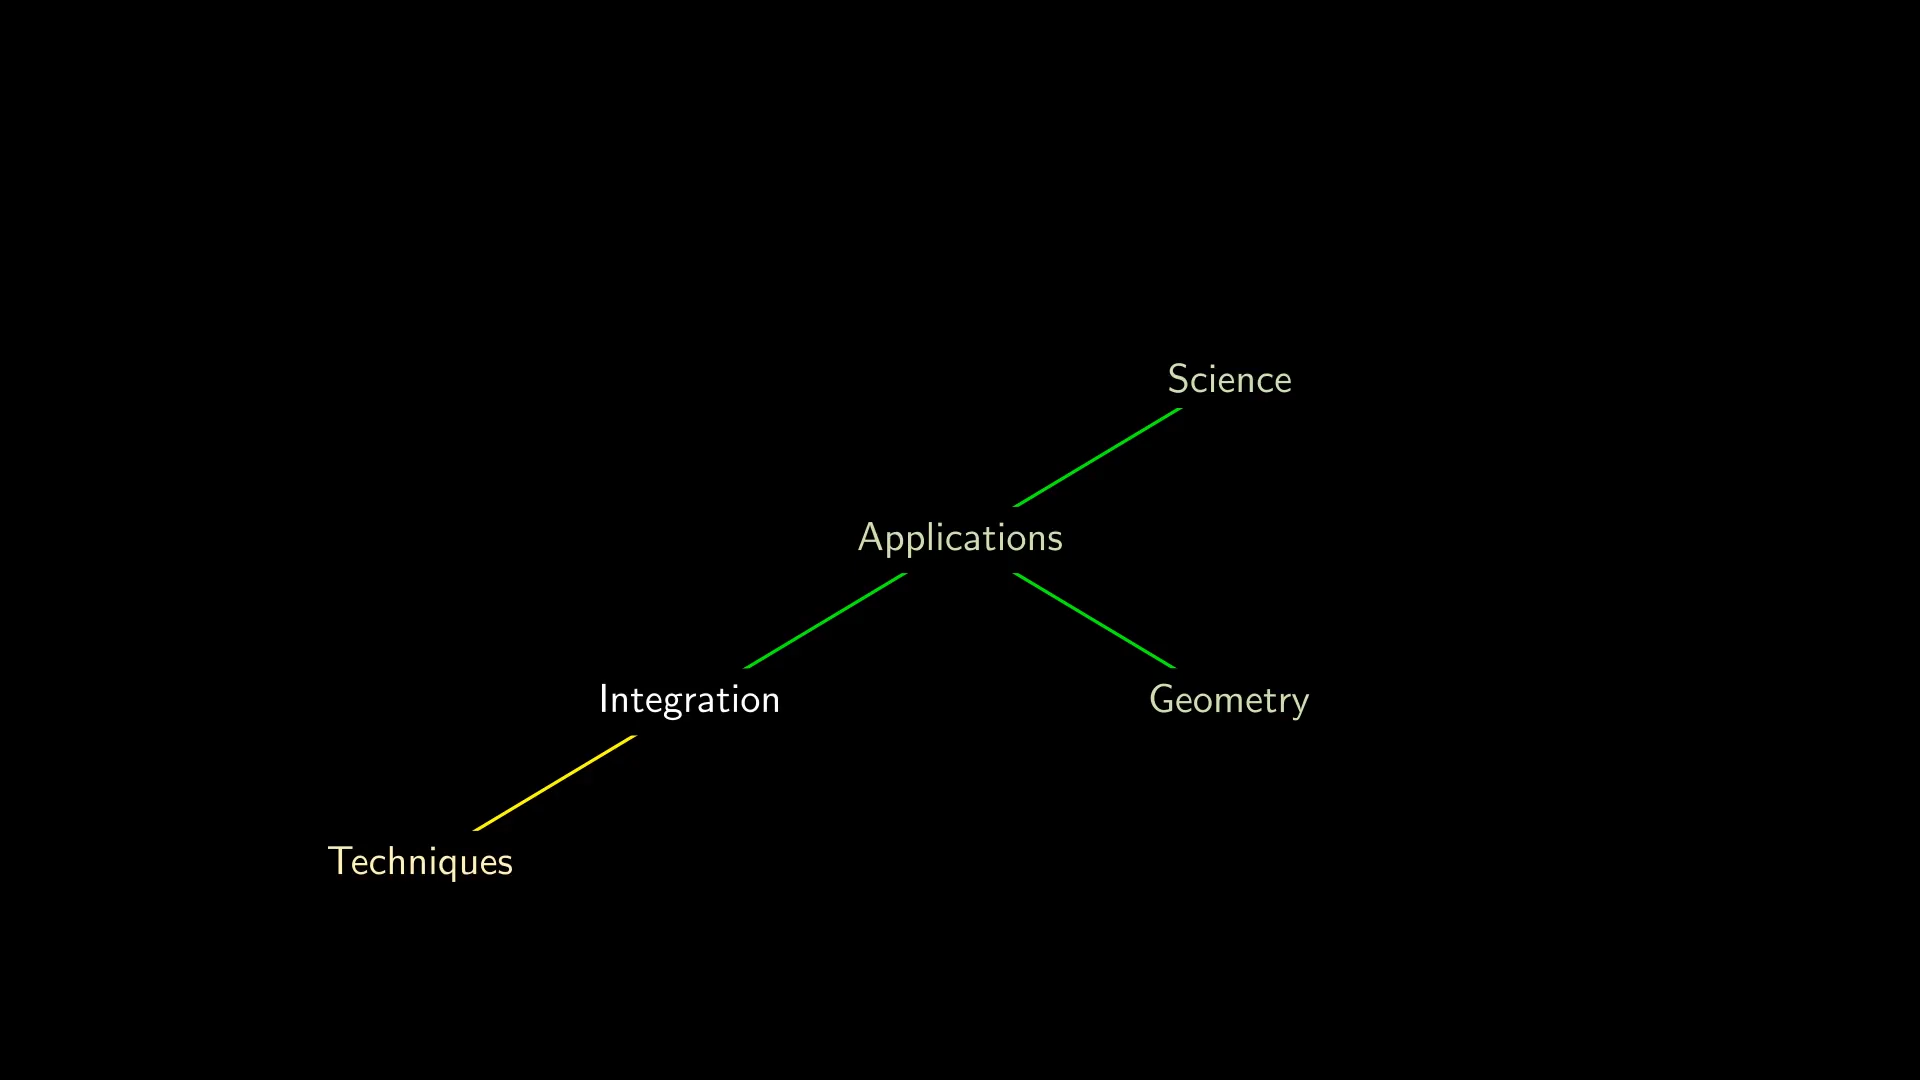 Science
Applications
Integration
Geometry
Techniques